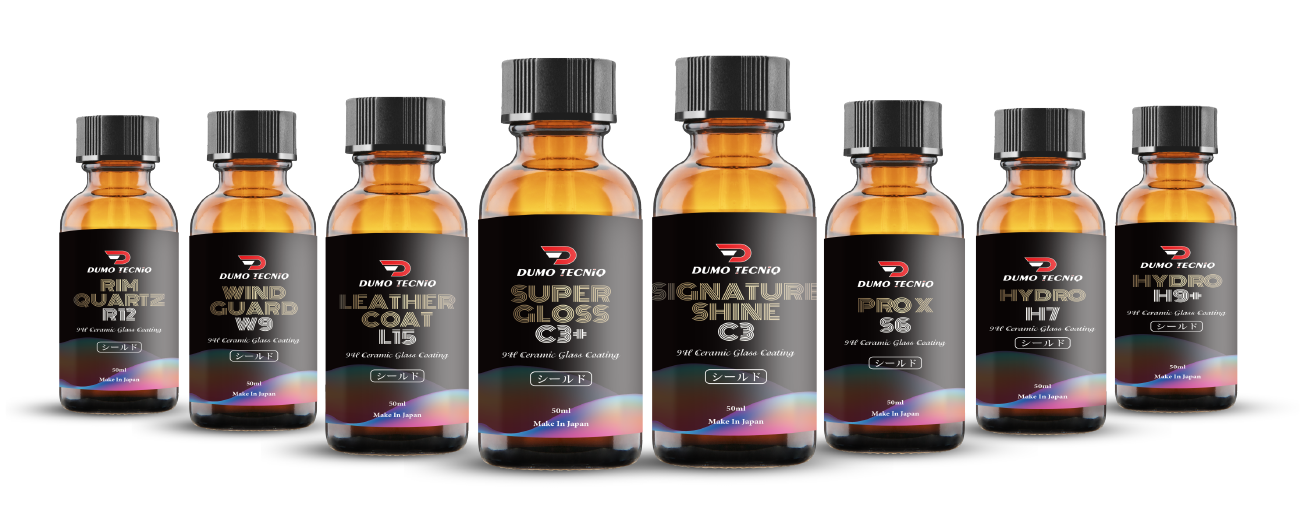 DUMO TECNiQ
RIM
QUARTZ
R12
9H Ceramic Glass Coating
シールド
50ml
Make In Japan
DUMO TECNiQ
WIND
GUARD
W9
9H Ceramic Glass Coating
シールド
50ml
Make In Japan
DUMO TECNiQ
LEATHER
COAT
L15
9H Ceramic Glass Coating
シールド
50ml
Make In Japan
DUMO TECNiQ
SUPER
GLOSS
C3+
9H Ceramic Glass Coating
シールド
50ml
Make In Japan
DUMO TECNiQ
SIGNATURE
SHINE
C3
9H Ceramic Glass Coating
シールド
50ml
Make In Japan
DUMO TECNiQ
PRO X
S6
9H Ceramic Glass Coating
シールド
50ml
Make In Japan
DUMO TECNiQ
HYDRO
H7
9H Ceramic Glass Coating
シールド
50ml
Make In Japan
DUMO TECNiQ
HYDRO
H9+
9H Ceramic Glass Coating
シールド
50ml
Make In Japan